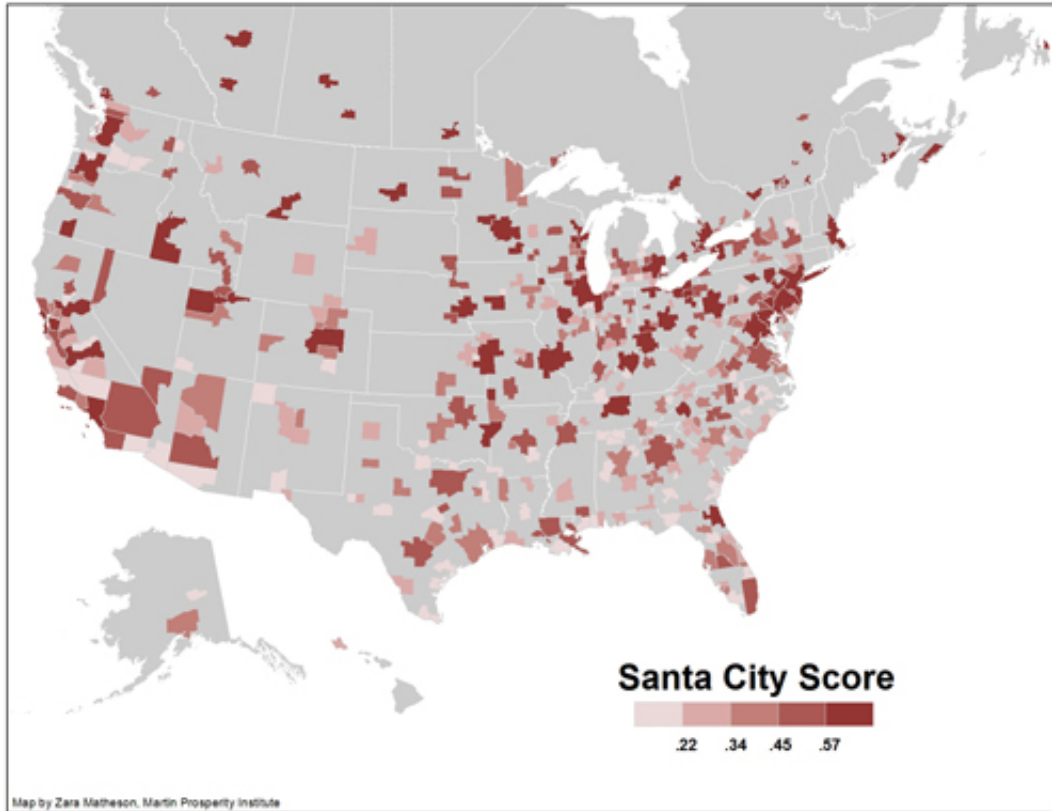 Santa City Score
.22 .34 .45 .57
Map by Zara Matheson, Martin Prosperity Institute